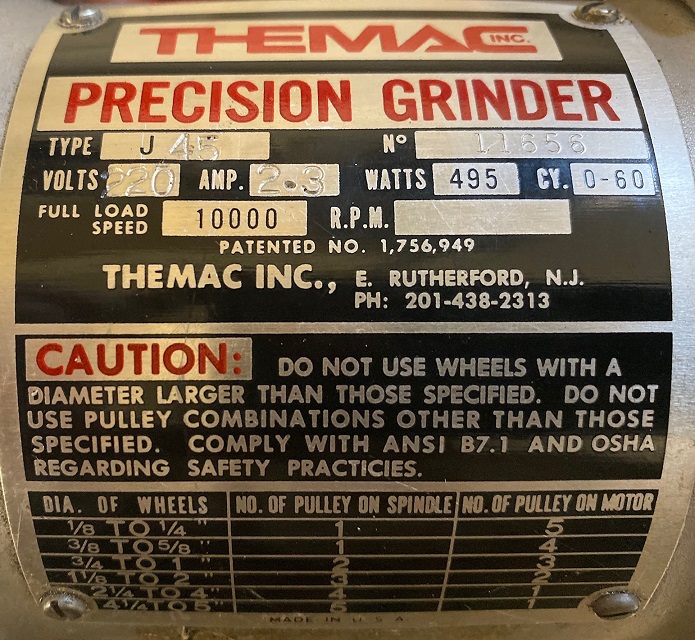 THEMAC INC.
PRECISION GRINDER
TYPE J 45 Nº 11656
VOLTS 220 AMP. 2.3 WATTS 495 CY. 0-60
FULL LOAD SPEED 10000 R.P.M.
PATENTED NO. 1,756,949
THEMAC INC., E. RUTHERFORD, N.J.
PH: 201-438-2313
CAUTION: DO NOT USE WHEELS WITH A
DIAMETER LARGER THAN THOSE SPECIFIED. DO NOT
USE PULLEY COMBINATIONS OTHER THAN THOSE
SPECIFIED. COMPLY WITH ANSI B7.1 AND OSHA
REGARDING SAFETY PRACTICIES.
DIA. OF WHEELS NO. OF PULLEY ON SPINDLE NO. OF PULLEY ON MOTOR
1/8 TO 1/4" 1 5
3/8 TO 5/8" 1 4
3/4 TO 1" 2 3
1 1/8 TO 2" 3 2
2 1/4 TO 4" 4 1
4 1/4 TO 5" 5 1
MADE IN U.S.A.